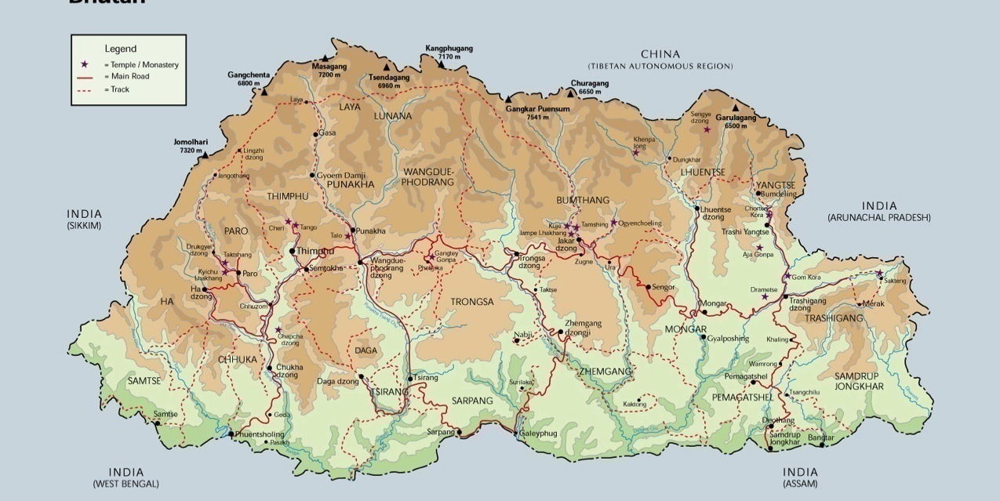 Bhutan
Legend
= Temple / Monastery
= Main Road
= Track
CHINA
(TIBETAN AUTONOMOUS REGION)
Kangphugang
7170 m
Masagang
7200 m
Tsendagang
6960 m
Gangchenta
6800 m
Churagang
6650 m
Gangkar Puensum
7541 m
Garulagang
6500 m
Jomolhari
7320 m
Laya
LAYA
LUNANA
Gasa
Lingzhi
dzong
Jangothang
Gyoem Damji
PUNAKHA
WANGDUE-
PHODRANG
THIMPHU
Sengye
dzong
Khenpa
Jong
Dungkhar
LHUENTSE
YANGTSE
Bumdeling
BUMTHANG
INDIA
(SIKKIM)
INDIA
(ARUNACHAL PRADESH)
Lhuentse
dzong
Chorten
Kora
Trashi Yangtse
Cheri
Tango
Talo
Punakha
PARO
Kuje
Tamshing
Ogyencholing
Jampe Lhakhang
Jakar
dzong
Drukgyel
dzong
Taktshang
Thimphu
Gangtey
Gonpa
Phobjika
Aja Gonpa
Kyichu
Lhakhang
Paro
Semtokha
Wangdue-
phodrang
dzong
Trongsa
dzong
Zugne
Ura
Gom Kora
Sakteng
Ha
dzong
HA
Chhuzom
Taktse
TRONGSA
Sengor
Mongar
Drametse
Trashigang
dzong
Merak
TRASHIGANG
Chapcha
dzong
Nabji
Zhemgang
dzongji
MONGAR
Gyalposhing
Khaling
CHHUKA
Chukha
dzong
DAGA
Daga dzong
TSIRANG
Tsirang
ZHEMGANG
Surilaka
Wamrong
Pemagatshel
PEMAGATSHEL
Tsangchilu
SAMDRUP
JONGKHAR
SAMTSE
Samtse
SARPANG
Sarpang
Kaktong
Gedu
Phuentsholing
Pasakh
Galeyphug
Deothang
Samdrup
Jongkhar
Bangtar
INDIA
(WEST BENGAL)
INDIA
(ASSAM)